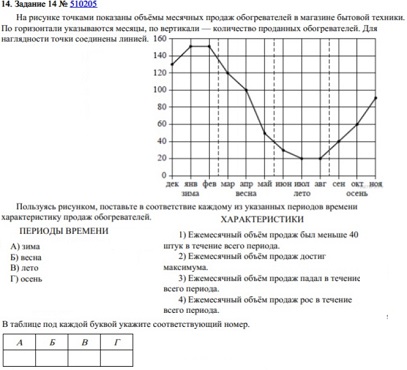 14. Задание 14 № 510205
На рисунке точками показаны объёмы месячных продаж обогревателей в магазине бытовой техники.
По горизонтали указываются месяцы, по вертикали — количество проданных обогревателей. Для
наглядности точки соединены линией.
160
140
120
100
80
60
40
20
0
дек янв фев мар апр май июн июл авг сен окт ноя
зима весна лето осень
Пользуясь рисунком, поставьте в соответствие каждому из указанных периодов времени
характеристику продаж обогревателей.
ПЕРИОДЫ ВРЕМЕНИ
А) зима
Б) весна
В) лето
Г) осень
ХАРАКТЕРИСТИКИ
1) Ежемесячный объём продаж был меньше 40
штук в течение всего периода.
2) Ежемесячный объём продаж достиг
максимума.
3) Ежемесячный объём продаж падал в течение
всего периода.
4) Ежемесячный объём продаж рос в течение
всего периода.
В таблице под каждой буквой укажите соответствующий номер.
А Б В Г